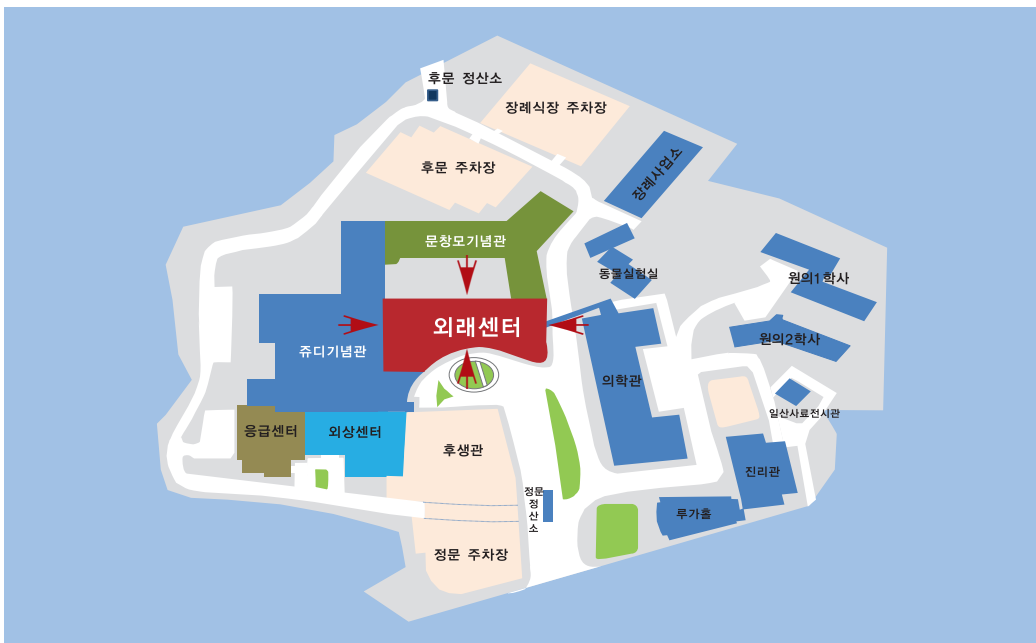 후문 정산소
장례식장 주차장
후문 주차장
장례사업소
문창모기념관
동물실험실
원의1학사
외래센터
쥬디기념관
원의2학사
의학관
일산사료전시관
응급센터
외상센터
후생관
진리관
정문
정
산
소
루가홀
정문 주차장